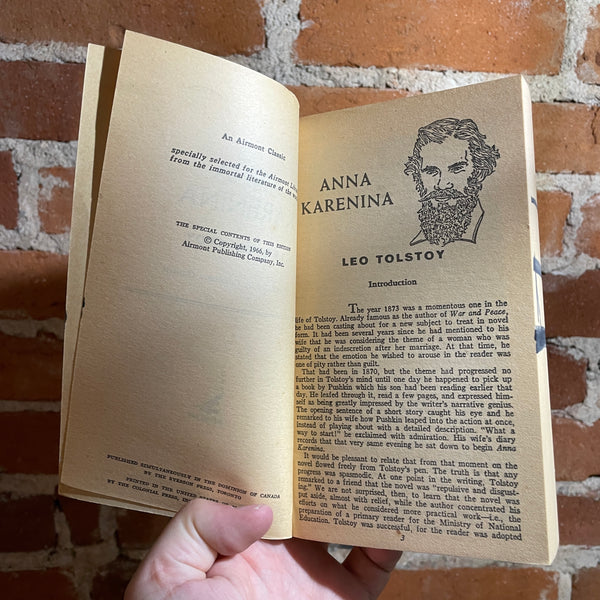 An Airmont Classic
specially selected for the Airmont
from the immortal literature of the
THE SPECIAL CONTENTS OF THIS EDITION
© Copyright, 1966, by
Airmont Publishing Company, Inc.
PUBLISHED SIMULTANEOUSLY IN THE DOMINION OF CANADA
BY THE RYERSON PRESS, TORONTO
PRINTED IN THE UNITED STATES OF
BY THE COLONIAL PRESS,
ANNA
KARENINA
LEO TOLSTOY
Introduction
The year 1873 was a momentous one in the
life of Tolstoy. Already famous as the author of War and Peace,
he had been casting about for a new subject to treat in novel
form. It had been several years since he had mentioned to his
wife that he was considering the theme of a woman who was
guilty of an indescretion after her marriage. At that time, he
stated that the emotion he wished to arouse in the reader was
one of pity rather than guilt.
That had been in 1870, but the theme had progressed no
further in Tolstoy's mind until one day he happened to pick up
a book by Pushkin which his son had been reading earlier that
day. He leafed through it, read a few pages, and expressed him-
self as being greatly impressed by the writer's narrative genius.
The opening sentence of a short story caught his eye and he
remarked to his wife how Pushkin leaped into the action at once,
instead of playing about with a detailed description. "What a
way to start!" he exclaimed with admiration. His wife's diary
records that that very same evening he sat down to begin Anna
Karenina.
It would be pleasant to relate that from that moment on the
novel flowed freely from Tolstoy's pen. The truth is that any
progress was spasmodic. At one point in the writing, Tolstoy
remarked to a friend that the novel was "repulsive and disgust-
ing." We are not surprised, then, to learn that the novel was
put aside, almost with relief, while the author concentrated his
efforts on what he considered more practical work—i.e., the
preparation of a primary reader for the Ministry of National
Education. Tolstoy was successful, for the reader was adopted
3